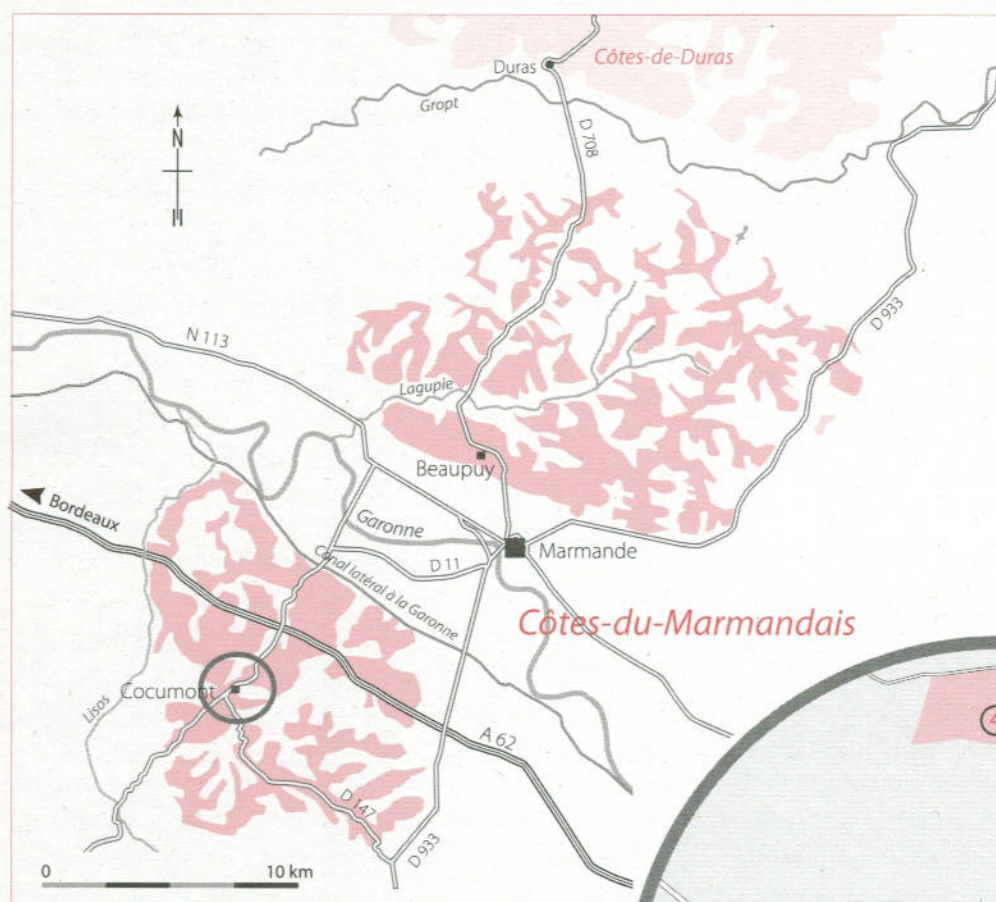 Duras
Côtes-de-Duras
Gropt
N
D 708
N 113
D 933
Lagupie
Beaupuy
Bordeaux
Garonne
D 11
Marmande
Canal latéral à la Garonne
Côtes-du-Marmandais
Cocumont
Lisos
A 62
4
D 147
D 933
0 10 km